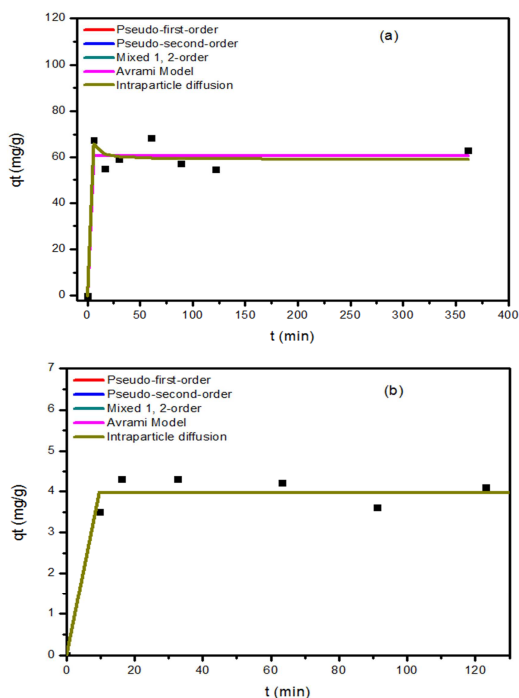 120
(a)
Pseudo-first-order
Pseudo-second-order
Mixed 1, 2-order
Avrami Model
Intraparticle diffusion
100
80
60
40
20
0
qt (mg/g)
0 50 100 150 200 250 300 350 400
t (min)
7
(b)
Pseudo-first-order
Pseudo-second-order
Mixed 1, 2-order
Avrami Model
Intraparticle diffusion
6
5
4
3
2
1
0
qt (mg/g)
0 20 40 60 80 100 120
t (min)